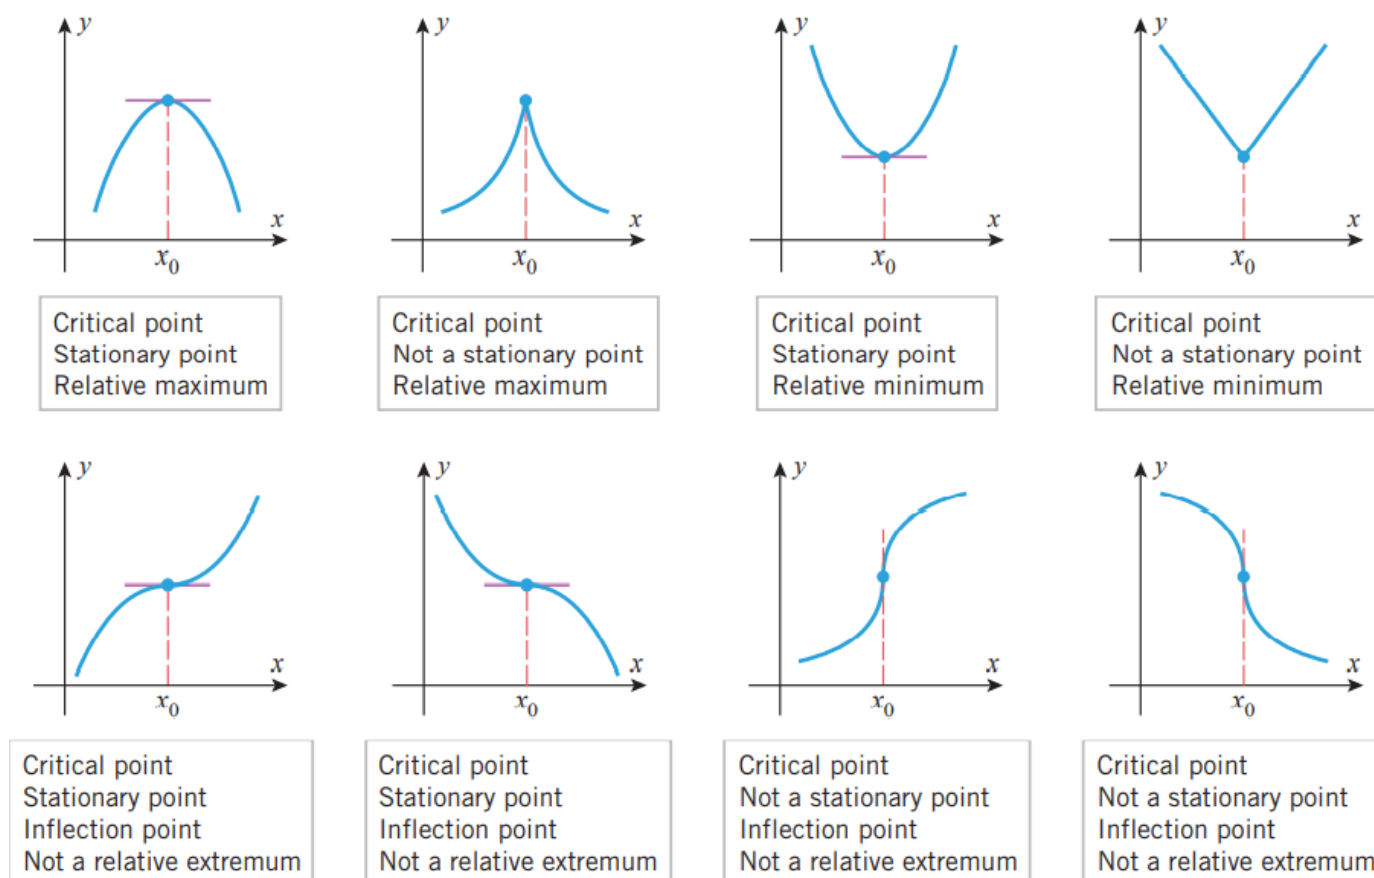 y
x
x0
Critical point
Stationary point
Relative maximum
y
x
x0
Critical point
Not a stationary point
Relative maximum
y
x
x0
Critical point
Stationary point
Relative minimum
y
x
x0
Critical point
Not a stationary point
Relative minimum
y
x
x0
Critical point
Stationary point
Inflection point
Not a relative extremum
y
x
x0
Critical point
Stationary point
Inflection point
Not a relative extremum
y
x
x0
Critical point
Not a stationary point
Inflection point
Not a relative extremum
y
x
x0
Critical point
Not a stationary point
Inflection point
Not a relative extremum